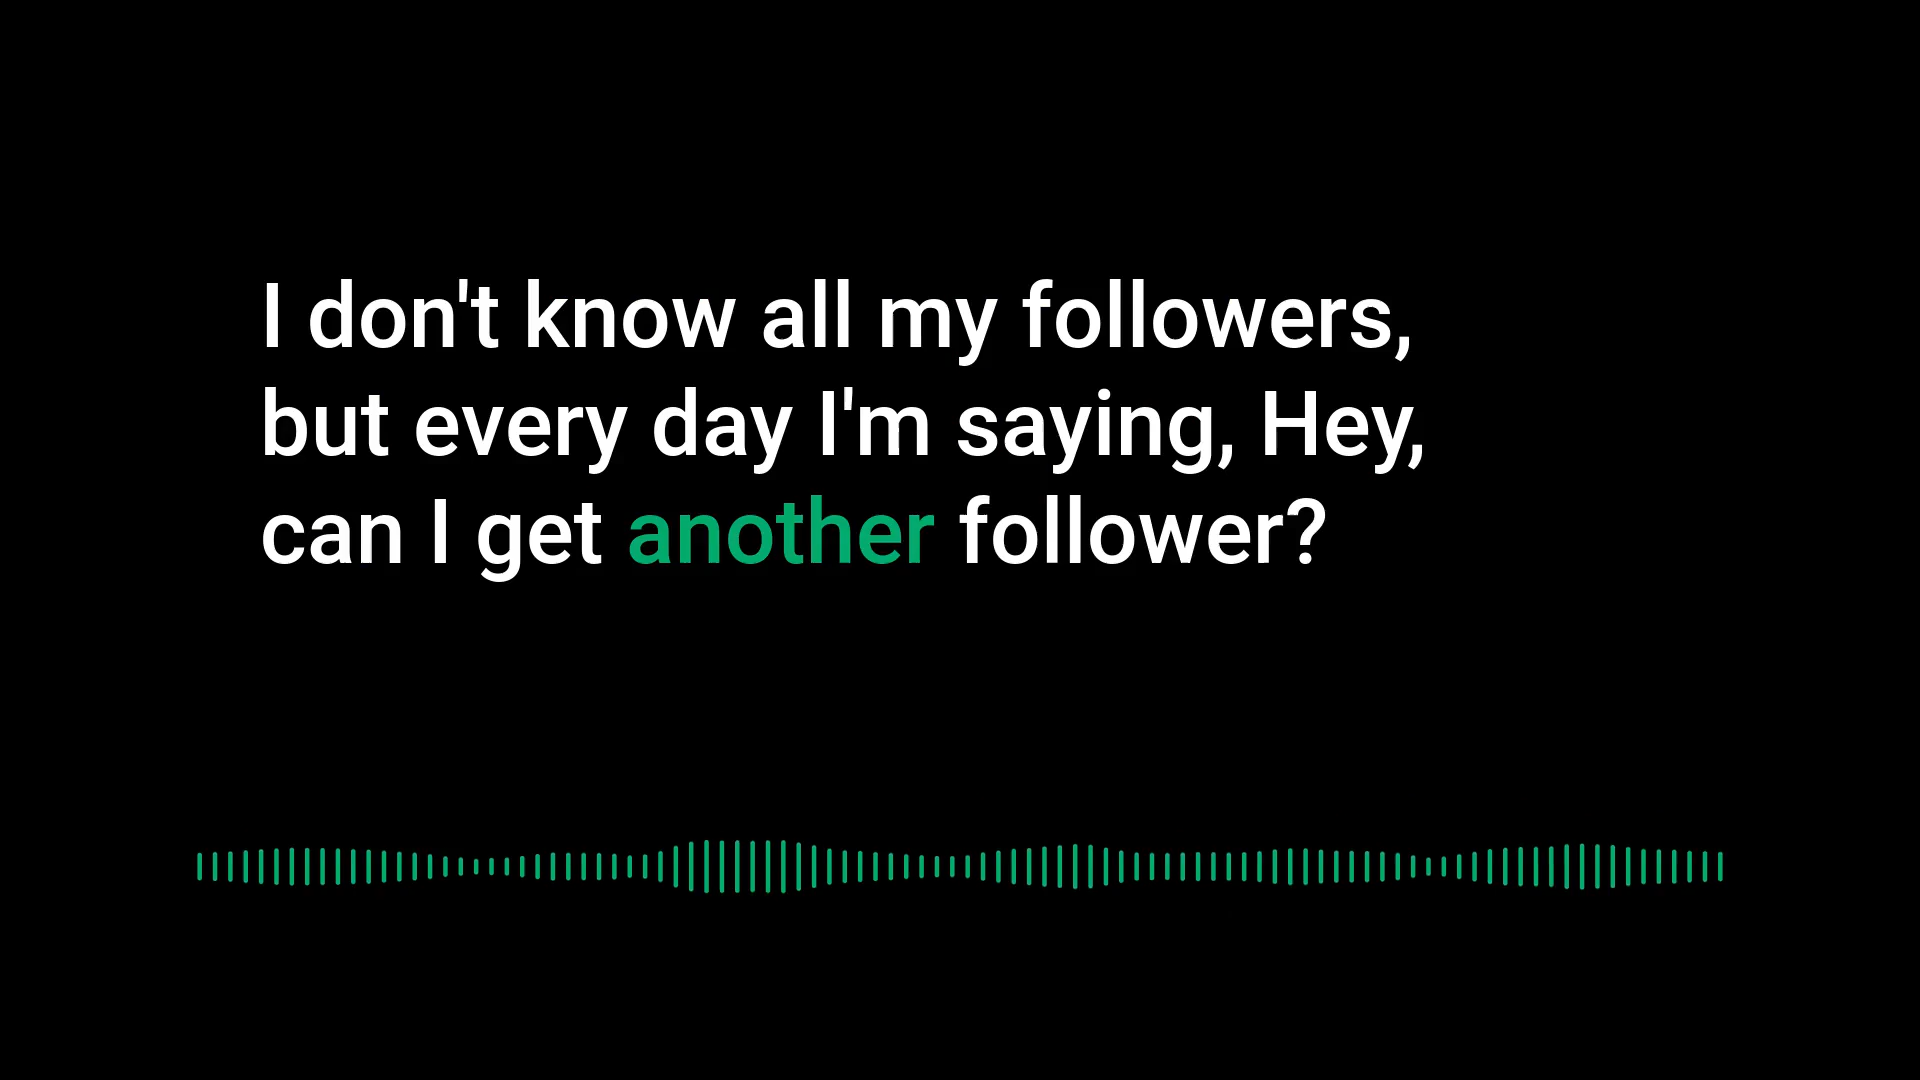 I don't know all my followers,
but every day I'm saying, Hey,
can I get another follower?